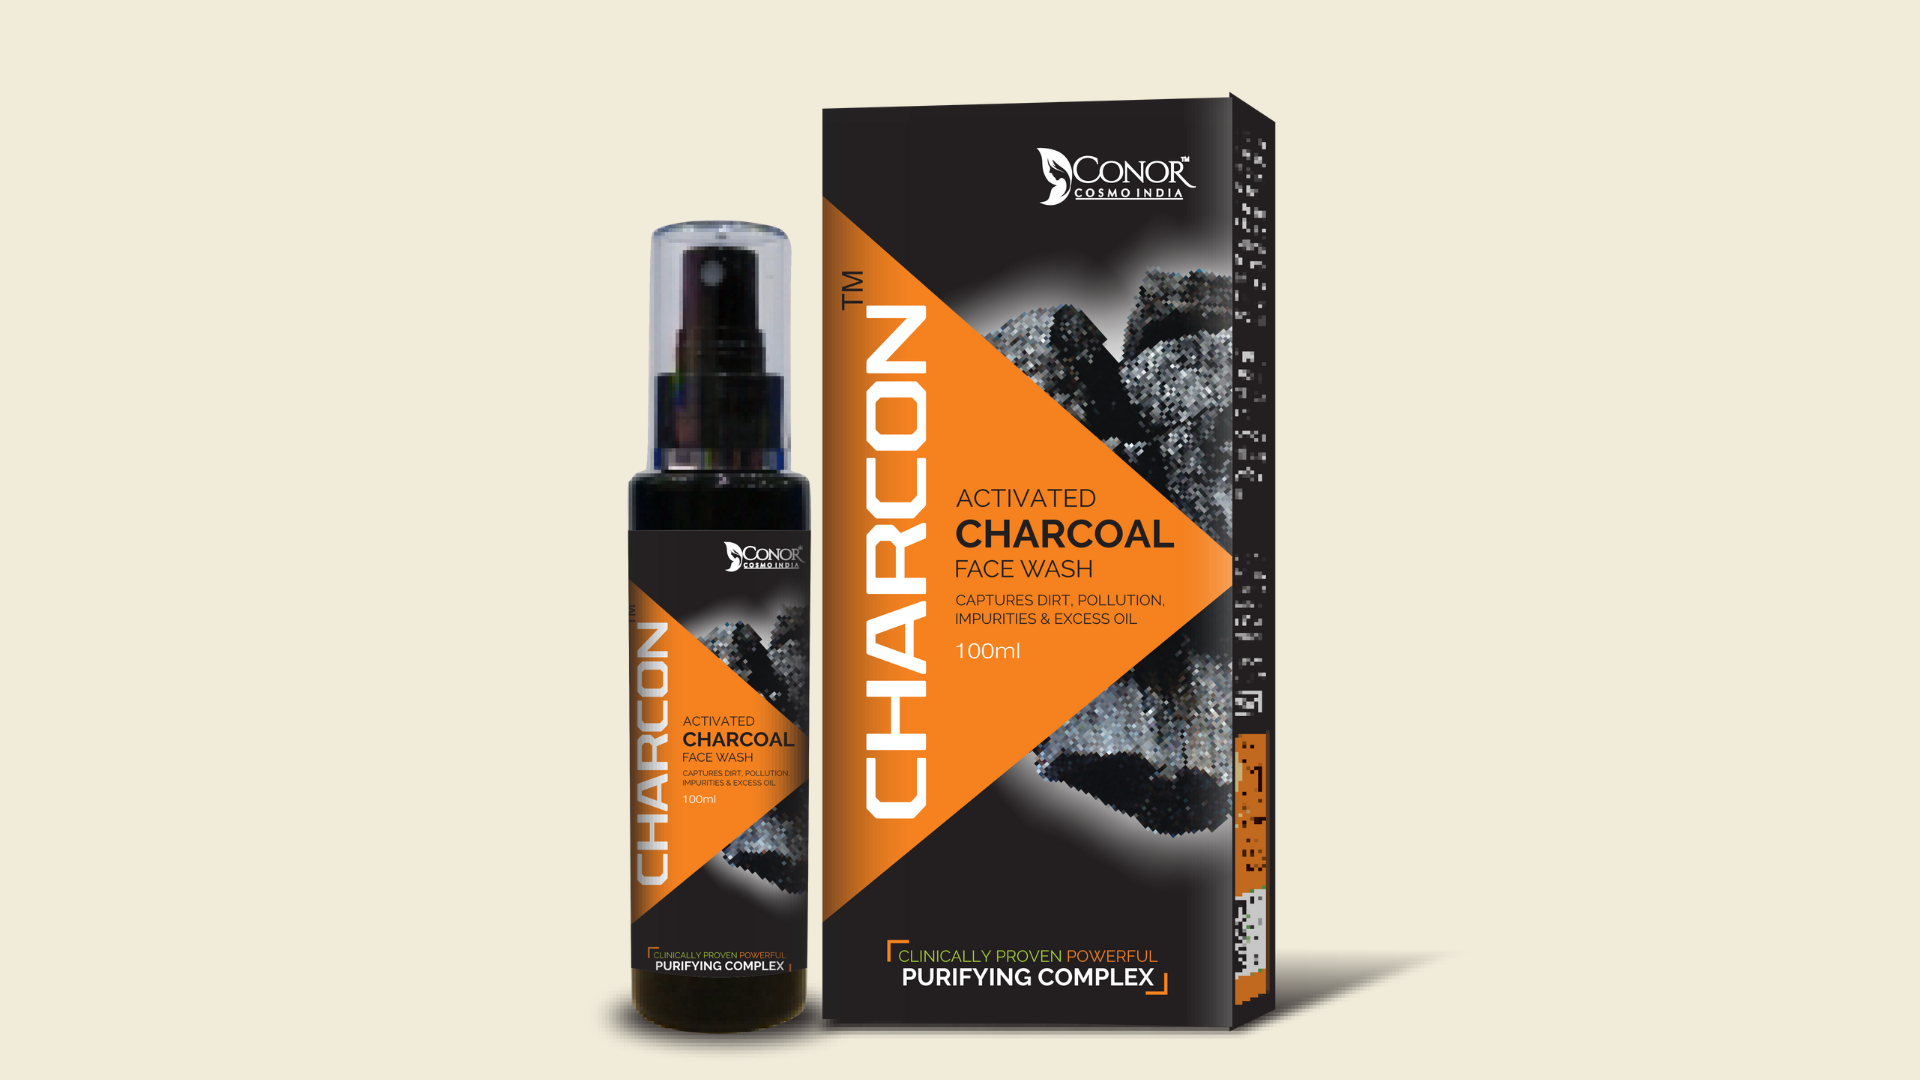 CONOR™
COSMO INDIA
CHARCON™
ACTIVATED
CHARCOAL
FACE WASH
CAPTURES DIRT, POLLUTION,
IMPURITIES & EXCESS OIL
100ml
CLINICALLY PROVEN POWERFUL
PURIFYING COMPLEX
CONOR
COSMO INDIA
CHARCON™
ACTIVATED
CHARCOAL
FACE WASH
CAPTURES DIRT, POLLUTION,
IMPURITIES & EXCESS OIL
100ml
CLINICALLY PROVEN POWERFUL
PURIFYING COMPLEX